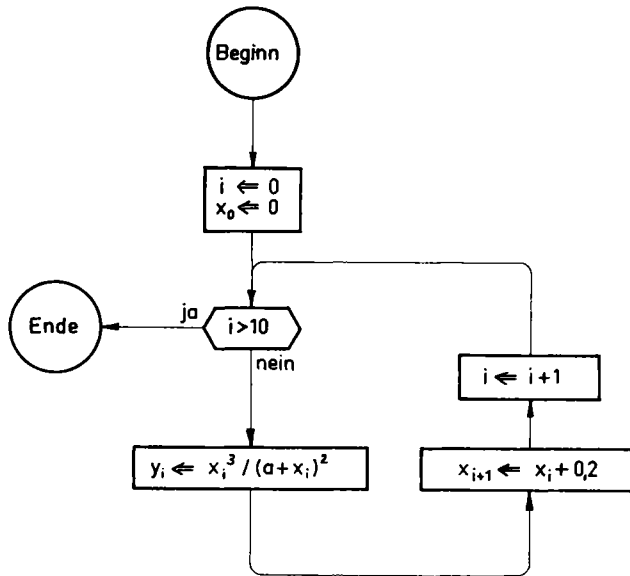 Beginn
i ⇐ 0
x₀ ⇐ 0
ja
Ende
i>10
nein
i ⇐ i+1
yᵢ ⇐ xᵢ³/(a+xᵢ)²
xᵢ₊₁ ⇐ xᵢ+0,2